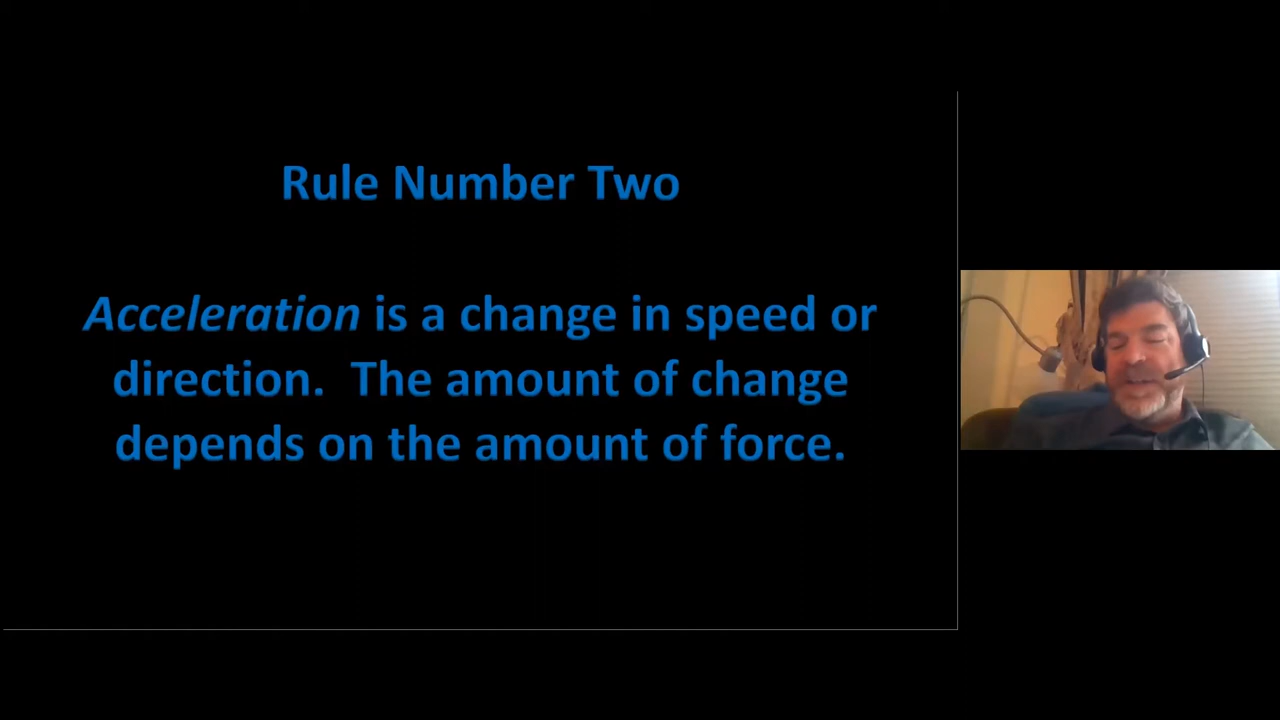 Rule Number Two
Acceleration is a change in speed or
direction.  The amount of change
depends on the amount of force.